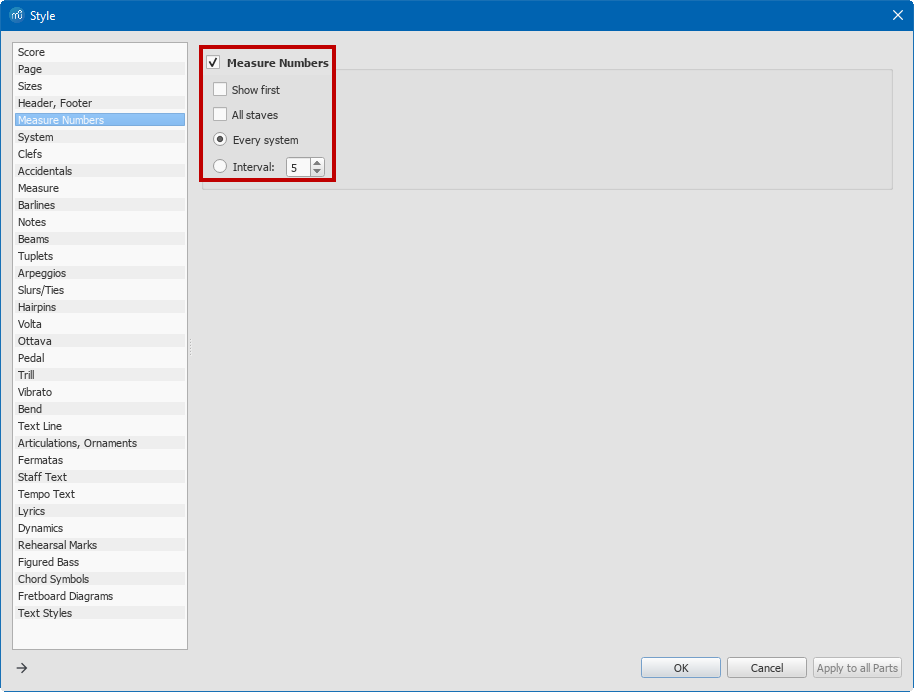 Style
Score
Page
Sizes
Header, Footer
Measure Numbers
System
Clefs
Accidentals
Measure
Barlines
Notes
Beams
Tuplets
Arpeggios
Slurs/Ties
Hairpins
Volta
Ottava
Pedal
Trill
Vibrato
Bend
Text Line
Articulations, Ornaments
Fermatas
Staff Text
Tempo Text
Lyrics
Dynamics
Rehearsal Marks
Figured Bass
Chord Symbols
Fretboard Diagrams
Text Styles
Measure Numbers
Show first
All staves
Every system
Interval: 5
OK Cancel Apply to all Parts